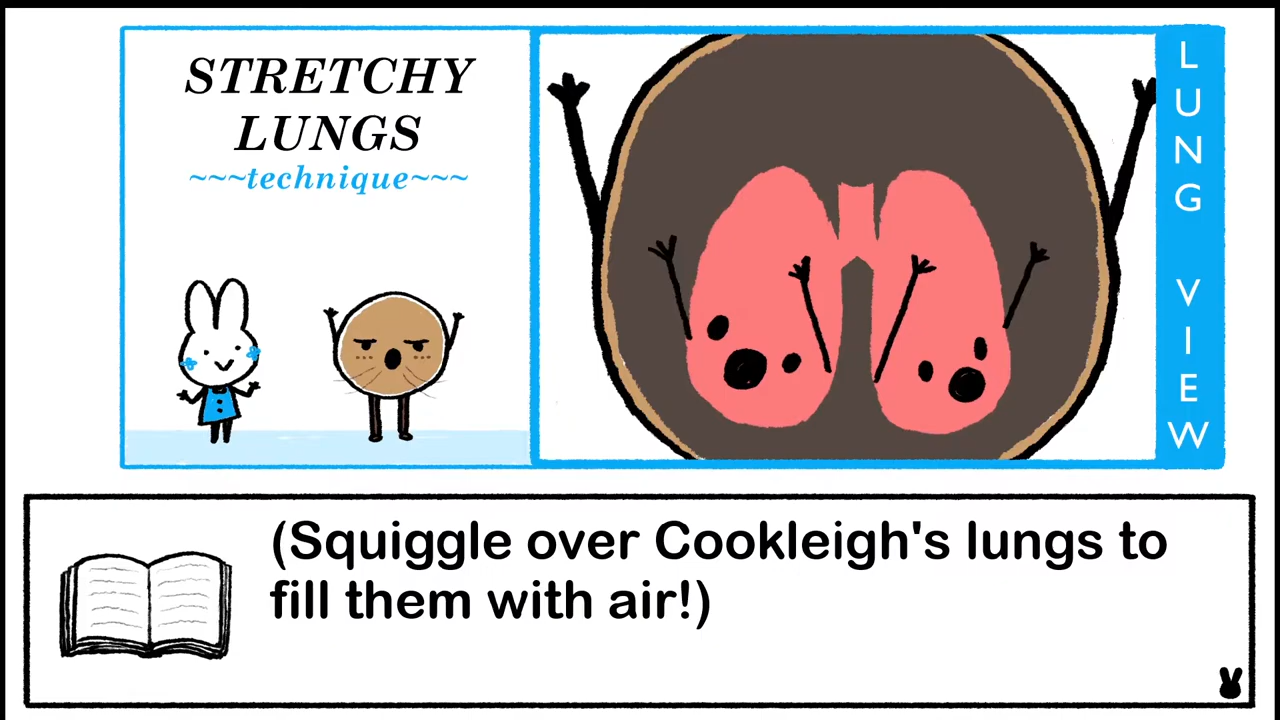 STRETCHY
LUNGS
~~~technique~~~
LUNG VIEW
(Squiggle over Cookleigh's lungs to
fill them with air!)